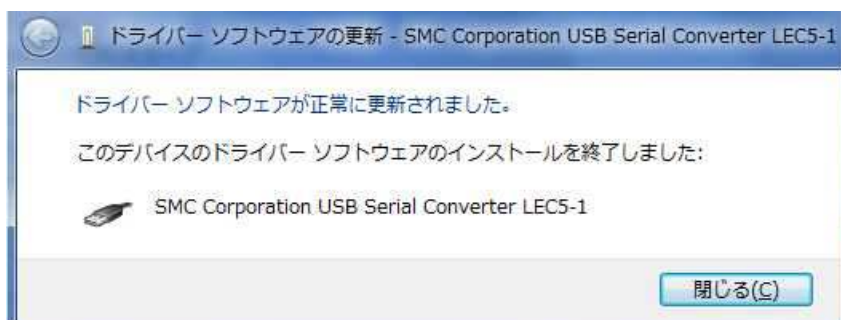 ドライバー ソフトウェアの更新 - SMC Corporation USB Serial Converter LEC5-1
ドライバー ソフトウェアが正常に更新されました。
このデバイスのドライバー ソフトウェアのインストールを終了しました:
SMC Corporation USB Serial Converter LEC5-1
閉じる(C)